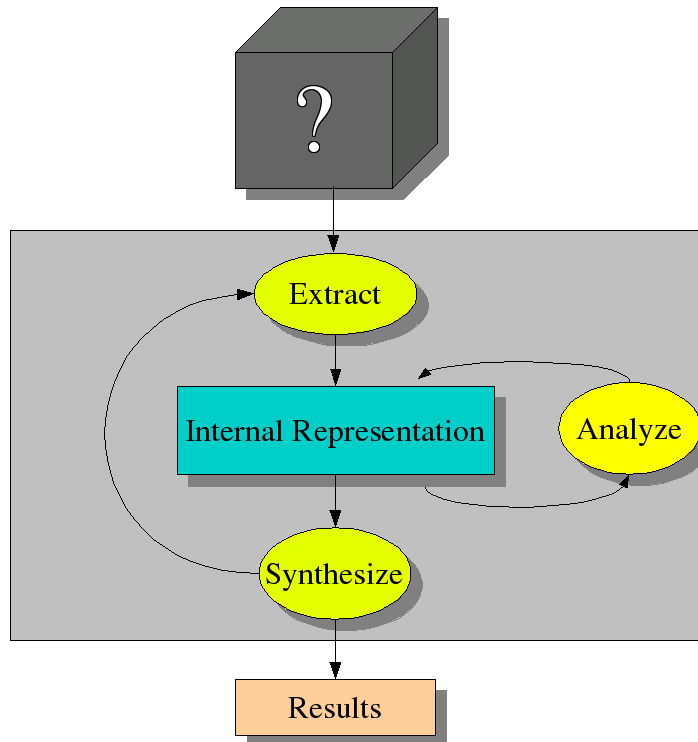 ?
Extract
Internal Representation
Analyze
Synthesize
Results